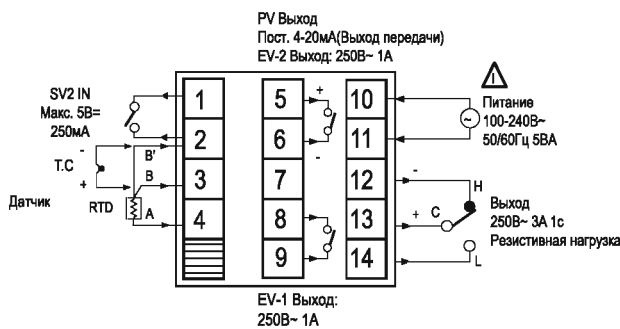 PV Выход
Пост. 4-20мА(Выход передачи)
EV-2 Выход: 250В~ 1А
SV2 IN
Макс. 5В=
250мА
1
2
3
4
5
6
7
8
9
10
11
12
13
14
+
-
Питание
100-240В~
50/60Гц 5ВА
~
-
T.C
+
B'
B
A
RTD
Датчик
-
H
+
C
L
Выход
250В~ 3А 1с
Резистивная нагрузка
EV-1 Выход:
250В~ 1А